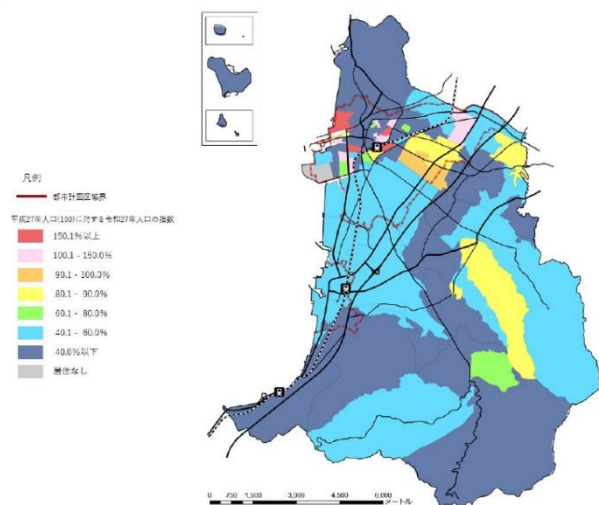 凡例
都市計画区域界
平成27年人口(100)に対する令和27年人口の指数
150.1%以上
100.1 - 150.0%
90.1 - 100.0%
80.1 - 90.0%
60.1 - 80.0%
40.1 - 60.0%
40.0%以下
居住なし
0 750 1,500 3,000 4,500 6,000 メートル